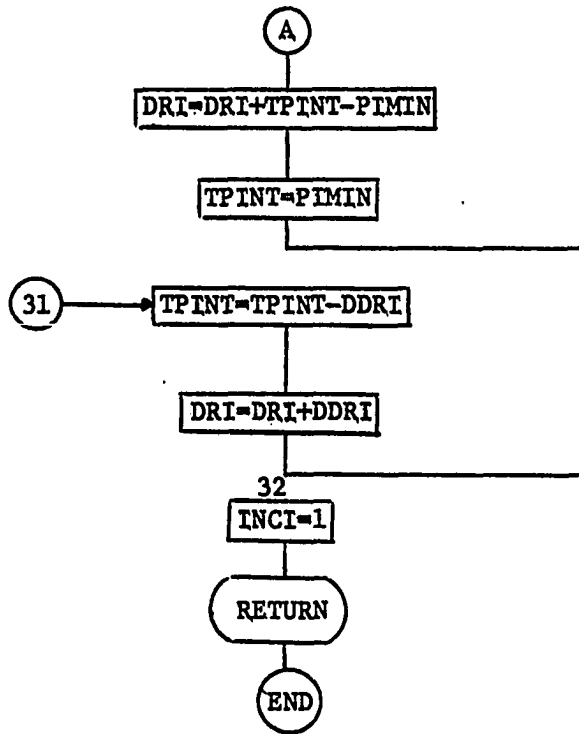 A
DRI=DRI+TPINT-PIMIN
TPINT=PIMIN
31
TPINT=TPINT-DDRI
DRI=DRI+DDRI
32
INCI=1
RETURN
END